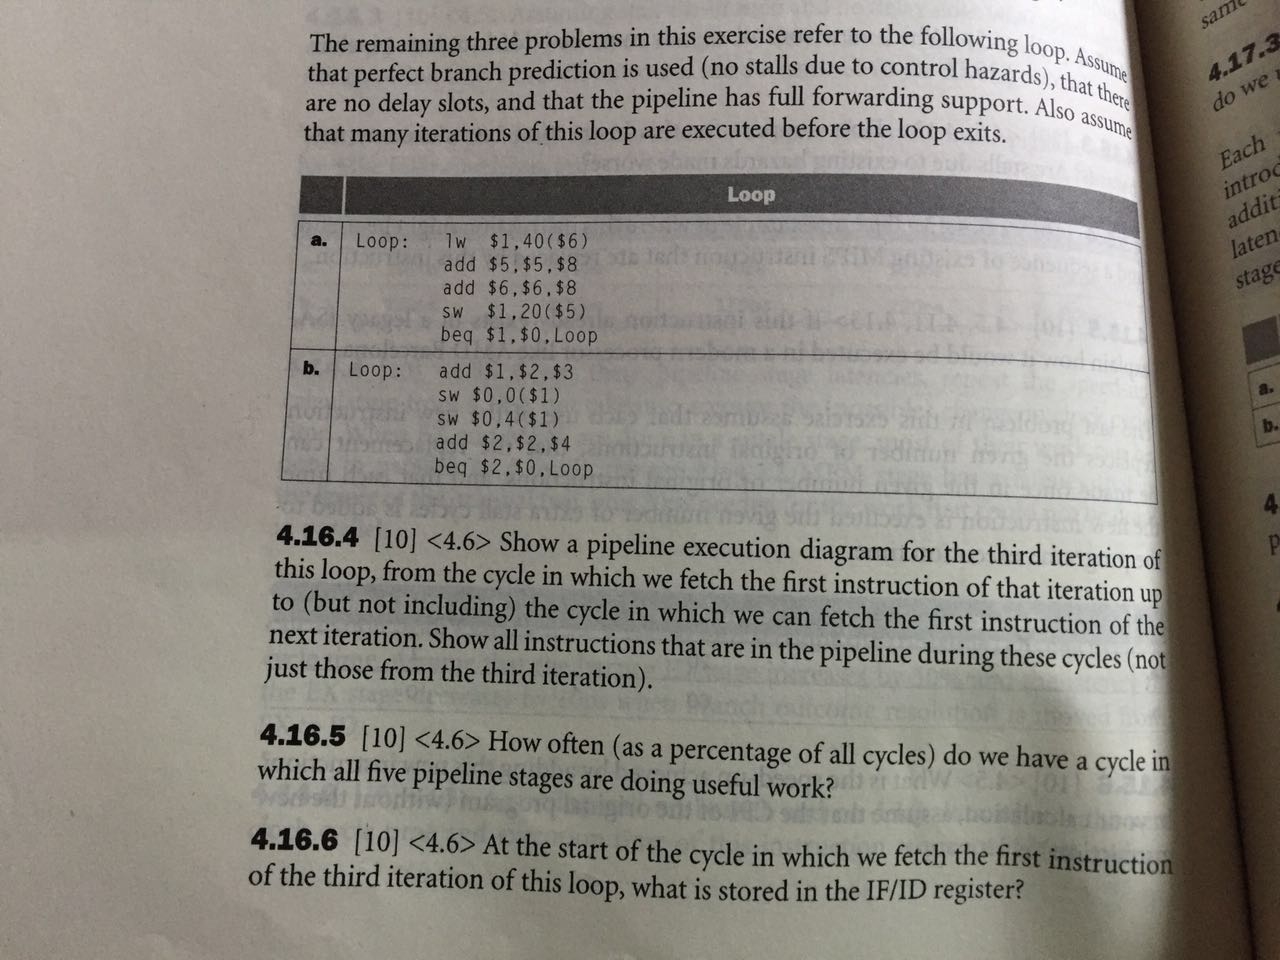 The remaining three problems in this exercise refer to the following loop. Assume
that perfect branch prediction is used (no stalls due to control hazards), that there
are no delay slots, and that the pipeline has full forwarding support. Also assume
that many iterations of this loop are executed before the loop exits.
Loop
a. Loop: lw $1,40($6)
add $5,$5,$8
add $6,$6,$8
sw $1,20($5)
beq $1,$0,Loop
b. Loop: add $1,$2,$3
sw $0,0($1)
sw $0,4($1)
add $2,$2,$4
beq $2,$0,Loop
4.16.4 [10] <4.6> Show a pipeline execution diagram for the third iteration of
this loop, from the cycle in which we fetch the first instruction of that iteration up
to (but not including) the cycle in which we can fetch the first instruction of the
next iteration. Show all instructions that are in the pipeline during these cycles (not
just those from the third iteration).
4.16.5 [10] <4.6> How often (as a percentage of all cycles) do we have a cycle in
which all five pipeline stages are doing useful work?
4.16.6 [10] <4.6> At the start of the cycle in which we fetch the first instruction
of the third iteration of this loop, what is stored in the IF/ID register?
same
4.17.3
do we
Each
introd
addit
laten
stage
a.
b.
4